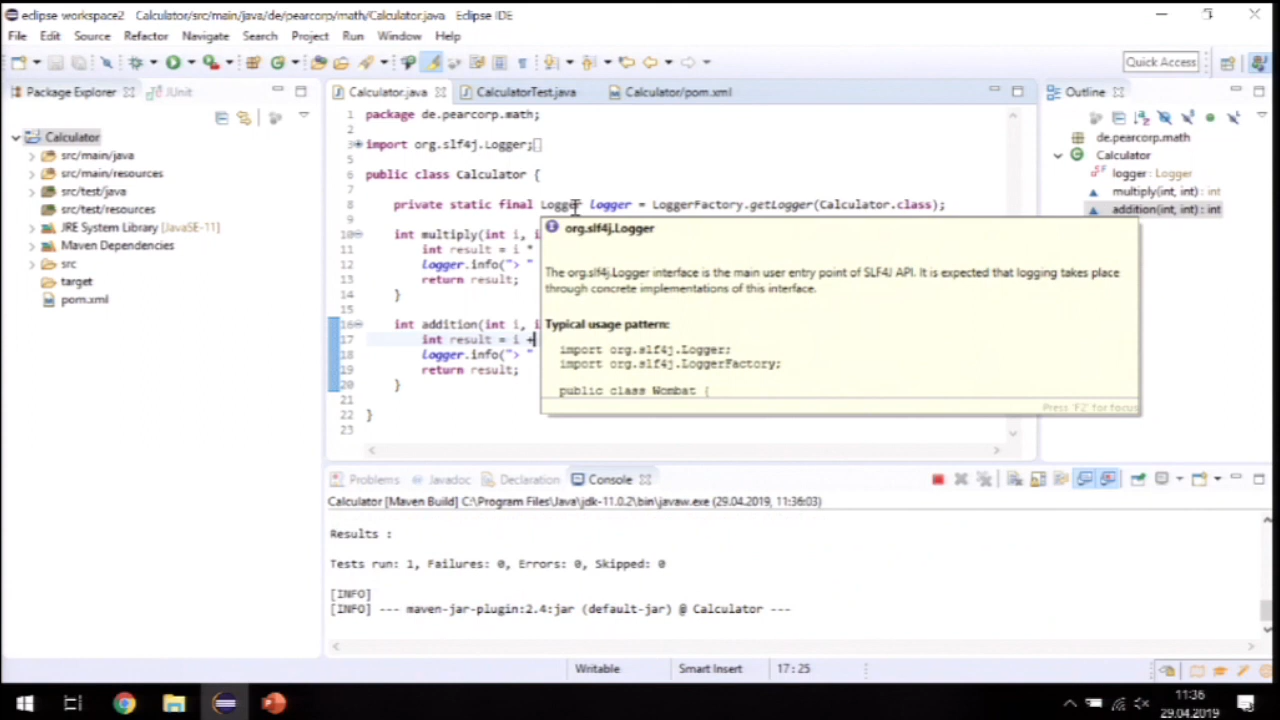 eclipse workspace2   Calculator/src/main/java/de/pearcorp/math/Calculator.java   Eclipse IDE
File Edit Source Refactor Navigate Search Project Run Window Help
Quick Access
Package Explorer JUnit
Calculator
src/main/java
src/main/resources
src/test/java
src/test/resources
JRE System Library [JavaSE-11]
Maven Dependencies
src
target
pom.xml
Calculator.java CalculatorTest.java Calculator/pom.xml
1 package de.pearcorp.math;
2
3 import org.slf4j.Logger;
5
6 public class Calculator {
7
8 private static final Logger logger = LoggerFactory.getLogger(Calculator.class);
10 int multiply(int i, i
11 int result = i *
12 logger.info("> "
13 return result;
14 }
15
16 int addition(int i, i
17 int result = i +
18 logger.info("> "
19 return result;
20 }
21
22 }
23
org.slf4j.Logger
The org.slf4j.Logger interface is the main user entry point of SLF4J API. It is expected that logging takes place
through concrete implementations of this interface.
Typical usage pattern:
import org.slf4j.Logger;
import org.slf4j.LoggerFactory;
public class Wombat {
Press 'F2' for focus
Outline
de.pearcorp.math
Calculator
logger : Logger
multiply(int, int) : int
addition(int, int) : int
Problems Javadoc Declaration Console
Calculator [Maven Build] C:\Program Files\Java\jdk-11.0.2\bin\javaw.exe (29.04.2019, 11:36:03)
Results :
Tests run: 1, Failures: 0, Errors: 0, Skipped: 0
[INFO]
[INFO] --- maven-jar-plugin:2.4:jar (default-jar) @ Calculator ---
Writable Smart Insert 17 : 25
11:36
29.04.2019